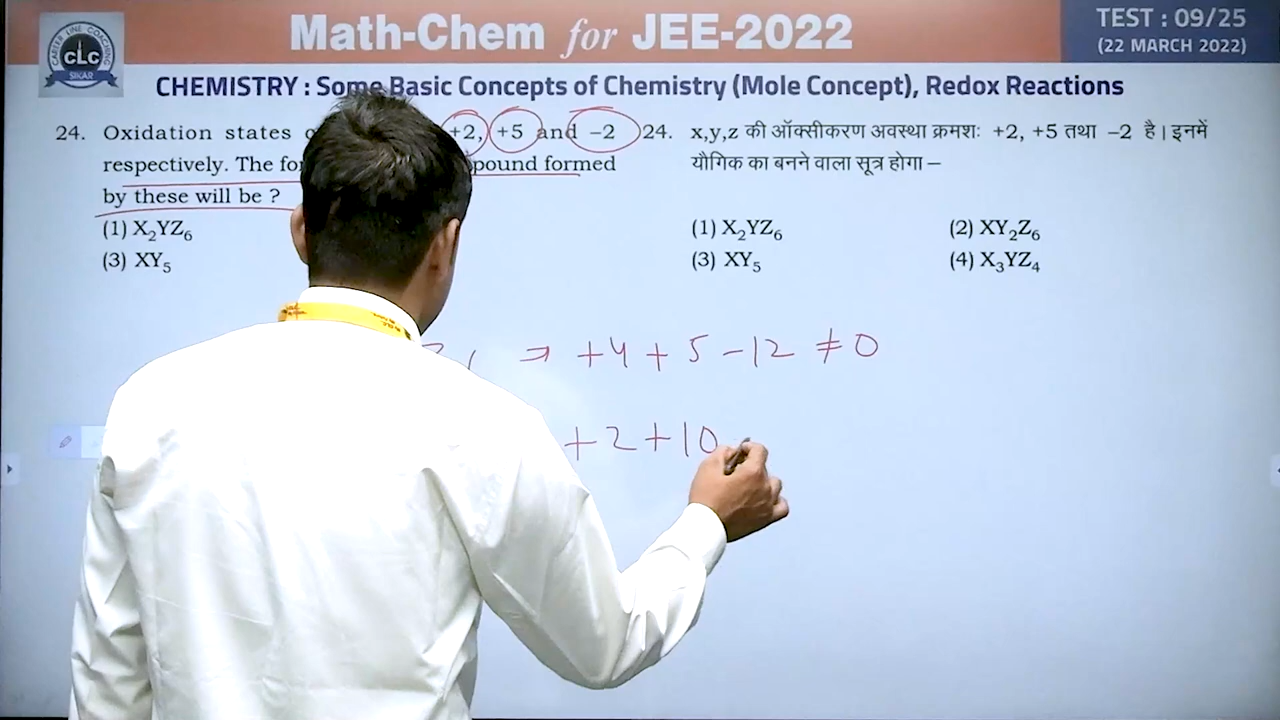 Math-Chem for JEE-2022
TEST : 09/25
(22 MARCH 2022)
CAREER LINE COACHING
CLC
SIKAR
CHEMISTRY : Some Basic Concepts of Chemistry (Mole Concept), Redox Reactions
24. Oxidation states +2, +5 and –2
respectively. The formed
by these will be ?
(1) X₂YZ₆
(3) XY₅
24. x,y,z की ऑक्सीकरण अवस्था क्रमशः +2, +5 तथा –2 है। इनमें
यौगिक का बनने वाला सूत्र होगा –
(1) X₂YZ₆ (2) XY₂Z₆
(3) XY₅ (4) X₃YZ₄
⇒ +4 + 5 - 12 ≠ 0
+ 2 + 10